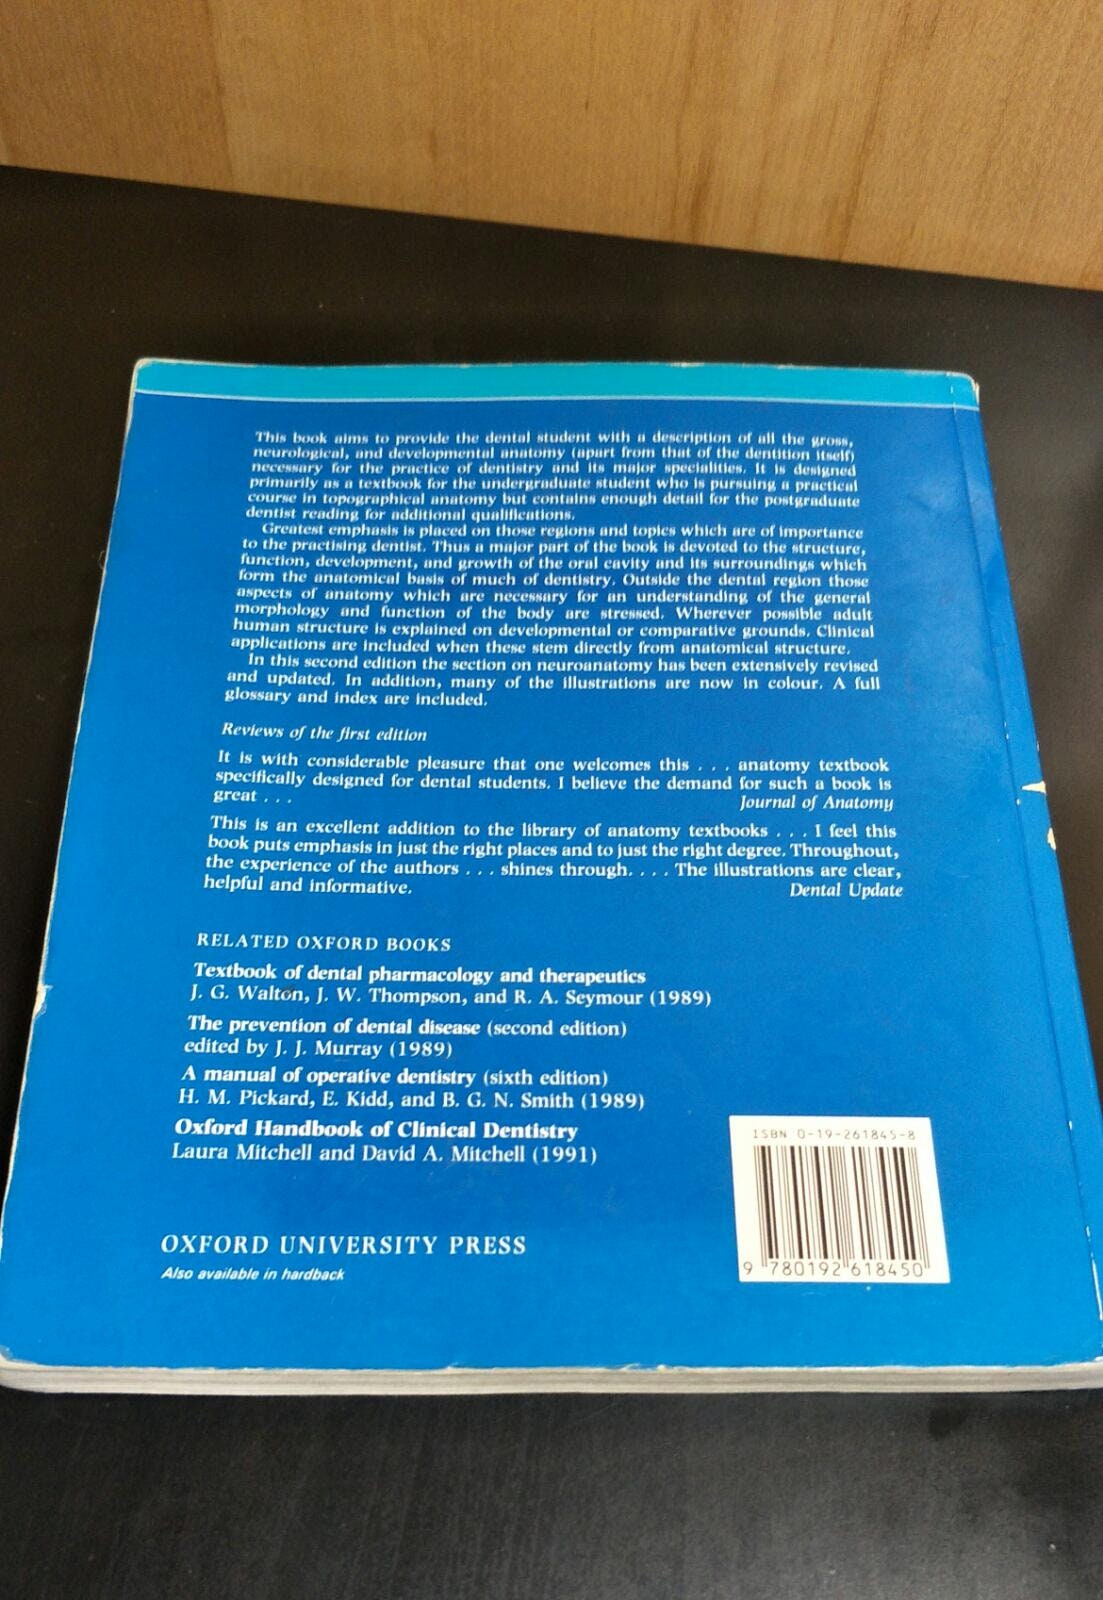 This book aims to provide the dental student with a description of all the gross,
neurological, and developmental anatomy (apart from that of the dentition itself)
necessary for the practice of dentistry and its major specialities. It is designed
primarily as a textbook for the undergraduate student who is pursuing a practical
course in topographical anatomy but contains enough detail for the postgraduate
dentist reading for additional qualifications.
Greatest emphasis is placed on those regions and topics which are of importance
to the practising dentist. Thus a major part of the book is devoted to the structure,
function, development, and growth of the oral cavity and its surroundings which
form the anatomical basis of much of dentistry. Outside the dental region those
aspects of anatomy which are necessary for an understanding of the general
morphology and function of the body are stressed. Wherever possible adult
human structure is explained on developmental or comparative grounds. Clinical
applications are included when these stem directly from anatomical structure.
In this second edition the section on neuroanatomy has been extensively revised
and updated. In addition, many of the illustrations are now in colour. A full
glossary and index are included.
Reviews of the first edition
It is with considerable pleasure that one welcomes this . . . anatomy textbook
specifically designed for dental students. I believe the demand for such a book is
great . . . Journal of Anatomy
This is an excellent addition to the library of anatomy textbooks . . . I feel this
book puts emphasis in just the right places and to just the right degree. Throughout,
the experience of the authors . . . shines through. . . . The illustrations are clear,
helpful and informative. Dental Update
RELATED OXFORD BOOKS
Textbook of dental pharmacology and therapeutics
J. G. Walton, J. W. Thompson, and R. A. Seymour (1989)
The prevention of dental disease (second edition)
edited by J. J. Murray (1989)
A manual of operative dentistry (sixth edition)
H. M. Pickard, E. Kidd, and B. G. N. Smith (1989)
Oxford Handbook of Clinical Dentistry
Laura Mitchell and David A. Mitchell (1991)
ISBN 0-19-261845-8
9 780192 618450
OXFORD UNIVERSITY PRESS
Also available in hardback